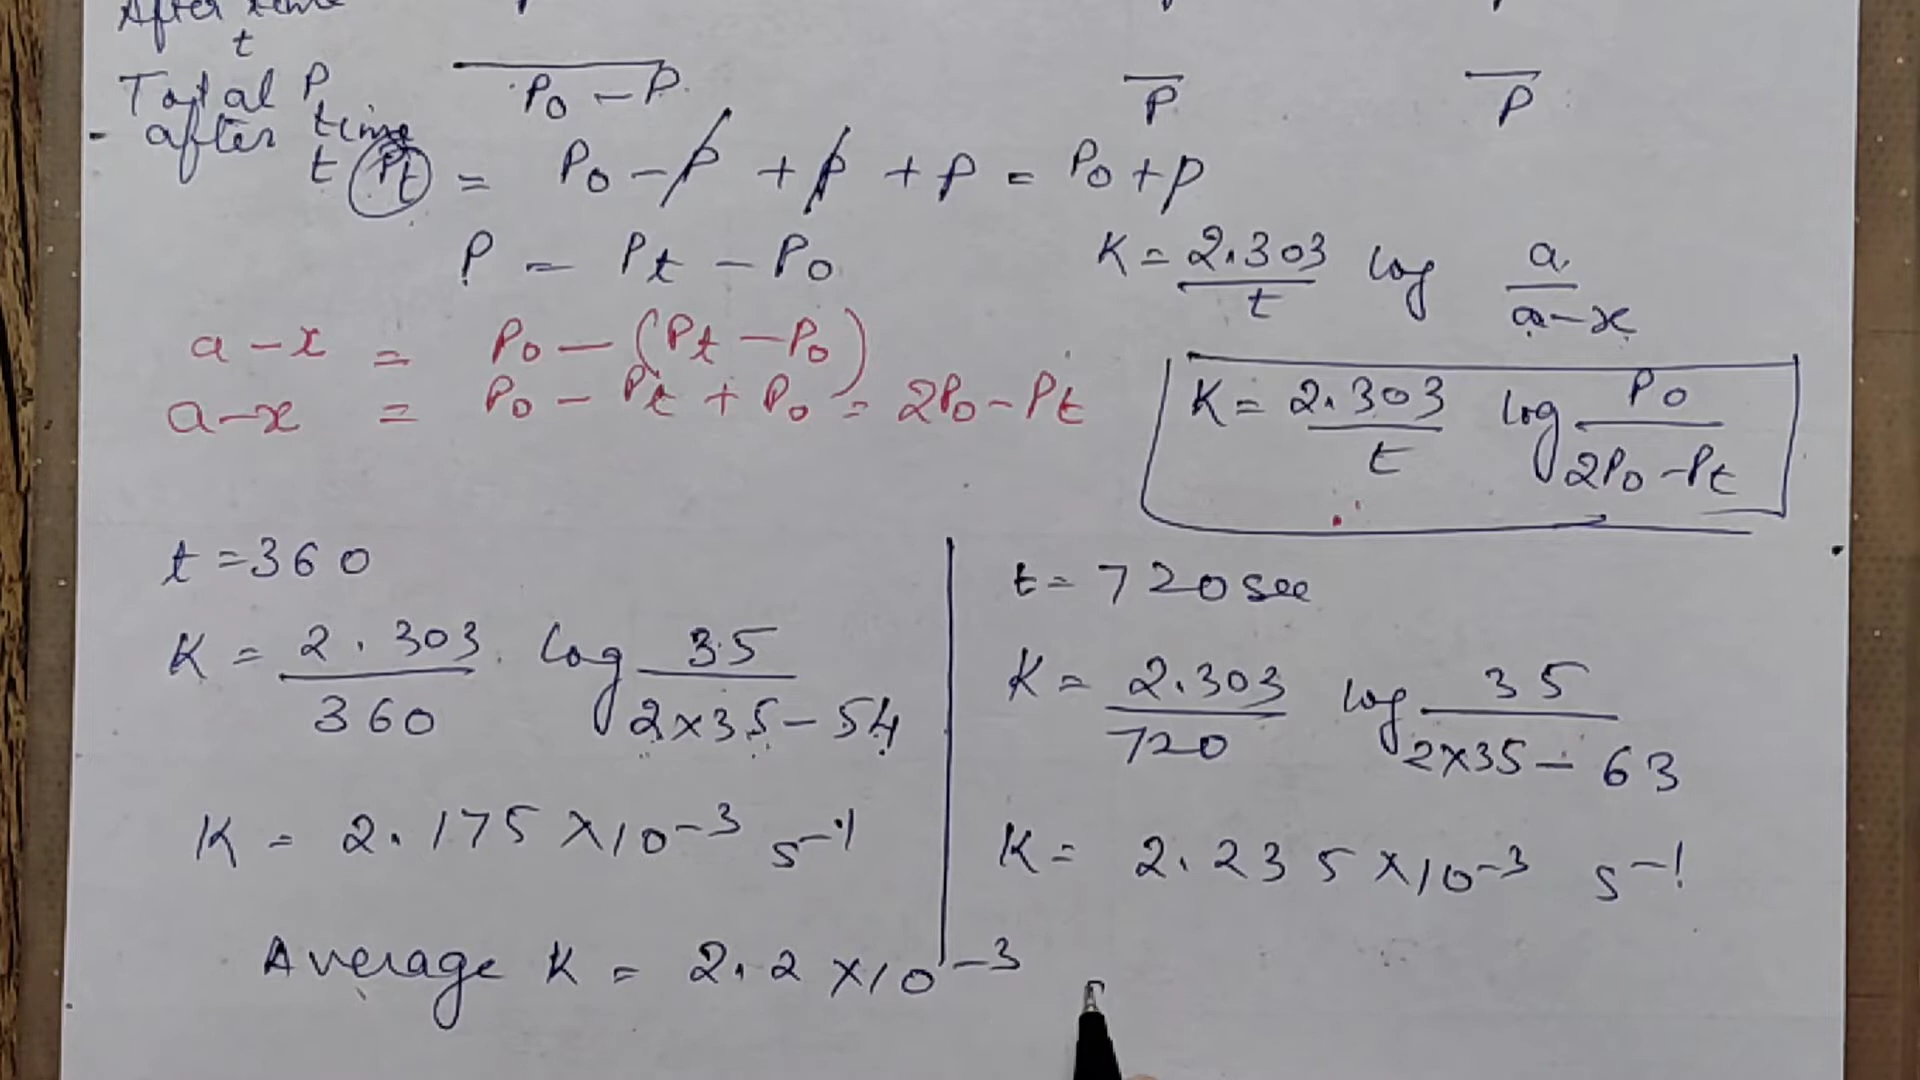 After time
t
Total P
P₀ – P P P
after time
t Pt = P₀ – p + p + p = P₀ + p
P = Pt – P₀
K = 2.303/t log a/a–x
a – x = P₀ – (Pt – P₀)
a – x = P₀ – Pt + P₀ = 2P₀ – Pt
K = 2.303/t log P₀/2P₀ – Pt
t = 360
K = 2.303/360 log 35/2×35 – 54
K = 2.175 × 10⁻³ s⁻¹
t = 720 sec
K = 2.303/720 log 35/2×35 – 63
K = 2.235 × 10⁻³ s⁻¹
Average K = 2.2 × 10⁻³